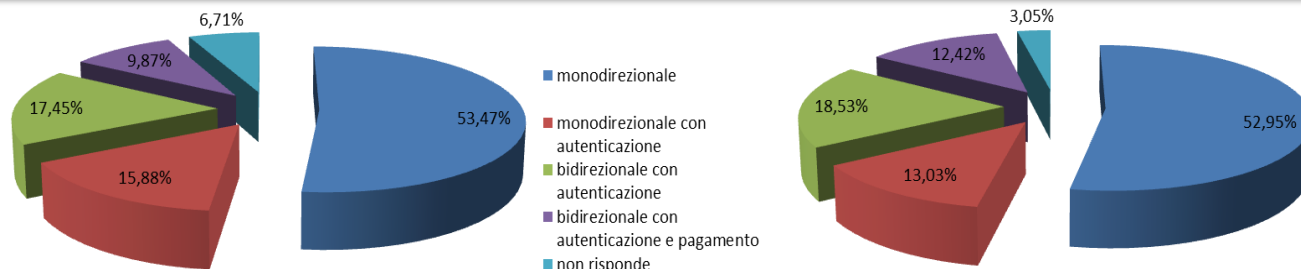 6,71%
9,87%
17,45%
15,88%
53,47%
monodirezionale
monodirezionale con
autenticazione
bidirezionale con
autenticazione
bidirezionale con
autenticazione e pagamento
non risponde
3,05%
12,42%
18,53%
13,03%
52,95%